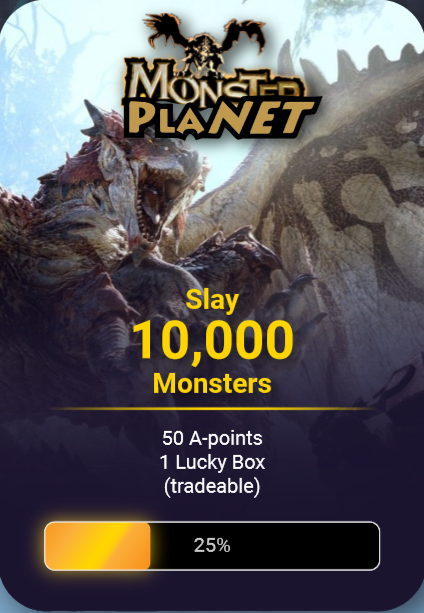 MONSTER
PLANET
Slay
10,000
Monsters
50 A-points
1 Lucky Box
(tradeable)
25%